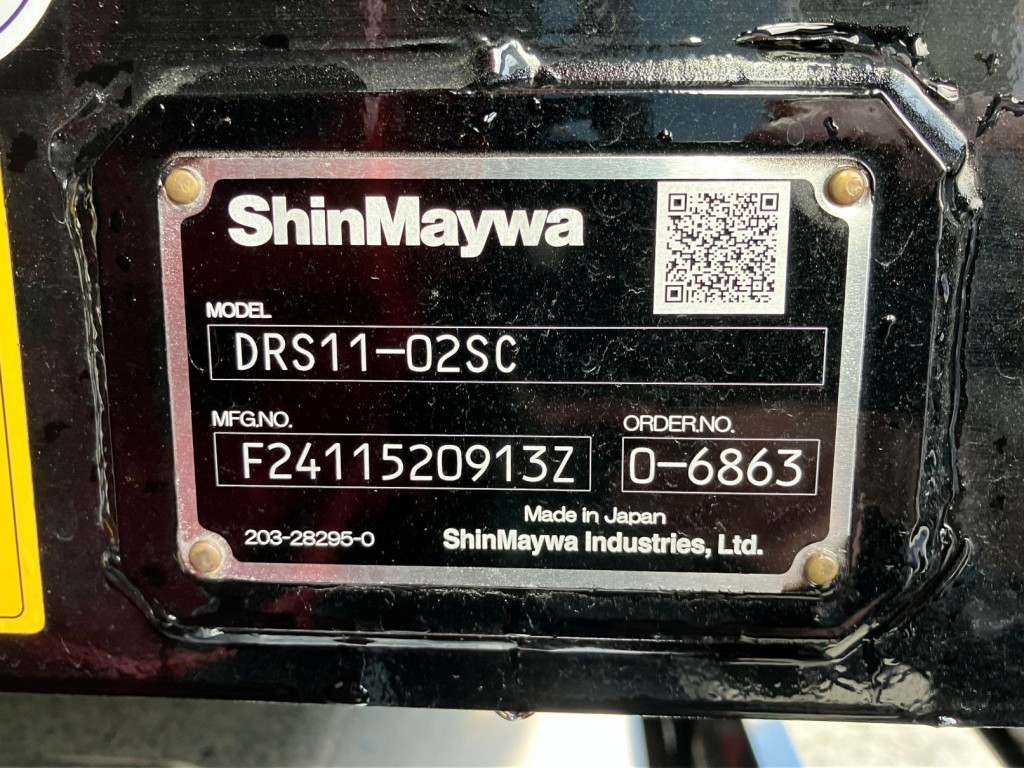 ShinMaywa
MODEL
DRS11-02SC
MFG.NO.
F2411520913Z
ORDER.NO.
0-6863
Made in Japan
203-28295-0
ShinMaywa Industries, Ltd.